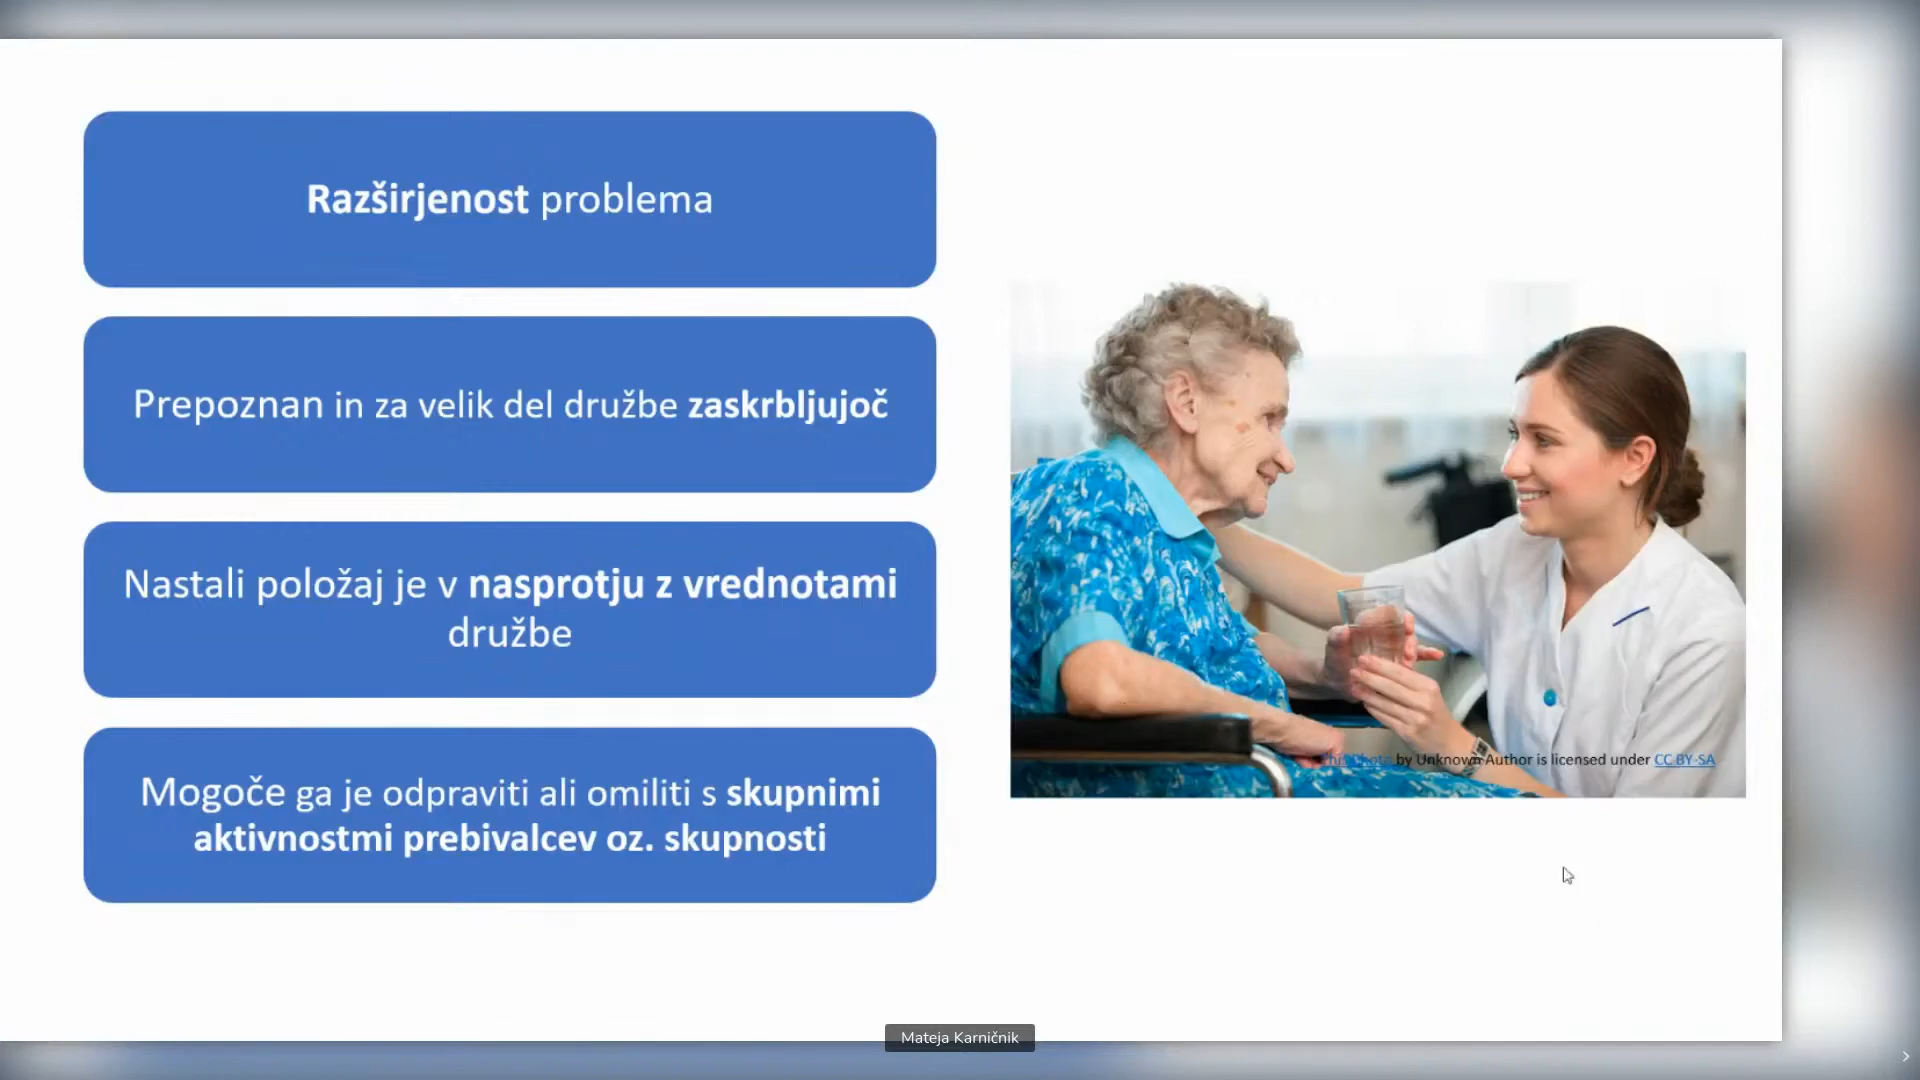 Razširjenost problema
Prepoznan in za velik del družbe zaskrbljujoč
Nastali položaj je v nasprotju z vrednotami
družbe
Mogoče ga je odpraviti ali omiliti s skupnimi
aktivnostmi prebivalcev oz. skupnosti
This Photo by Unknown Author is licensed under CC BY-SA
Mateja Karničnik